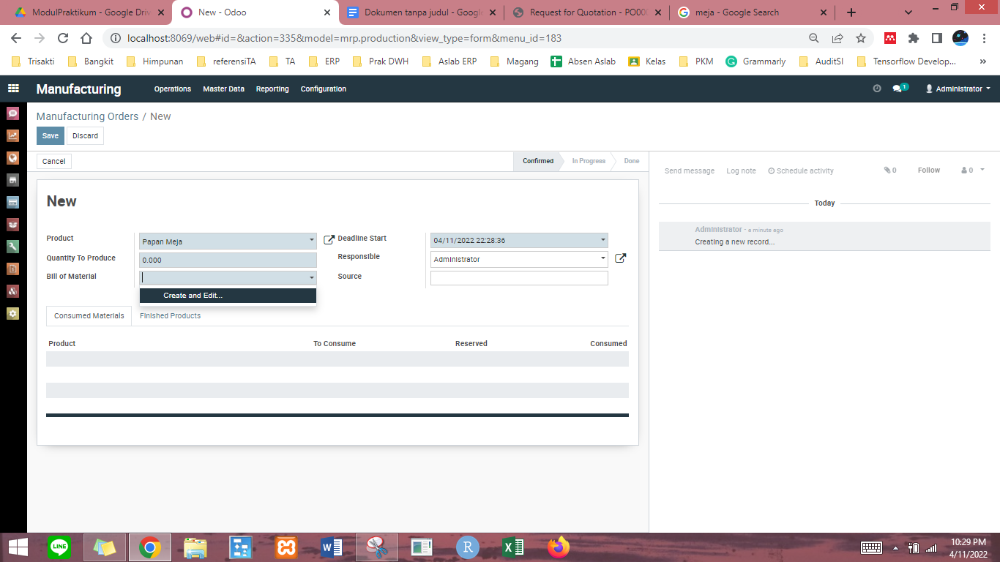 ModulPraktikum - Google Driv
New - Odoo
Dokumen tanpa judul - Google
Request for Quotation - PO000
meja - Google Search
localhost:8069/web#id=&action=335&model=mrp.production&view_type=form&menu_id=183
Trisakti Bangkit Himpunan referensiTA TA ERP Prak DWH Aslab ERP Magang Absen Aslab Kelas PKM Grammarly AuditSI Tensorflow Develop... »
Manufacturing Operations Master Data Reporting Configuration 1 Administrator
Manufacturing Orders / New
Save Discard
Cancel Confirmed In Progress Done
Send message Log note Schedule activity 0 Follow 0
New
Today
Administrator - a minute ago
Creating a new record...
Product Papan Meja Deadline Start 04/11/2022 22:28:36
Quantity To Produce 0.000 Responsible Administrator
Bill of Material Source
Create and Edit...
Consumed Materials Finished Products
Product To Consume Reserved Consumed
LINE
R
10:29 PM
4/11/2022